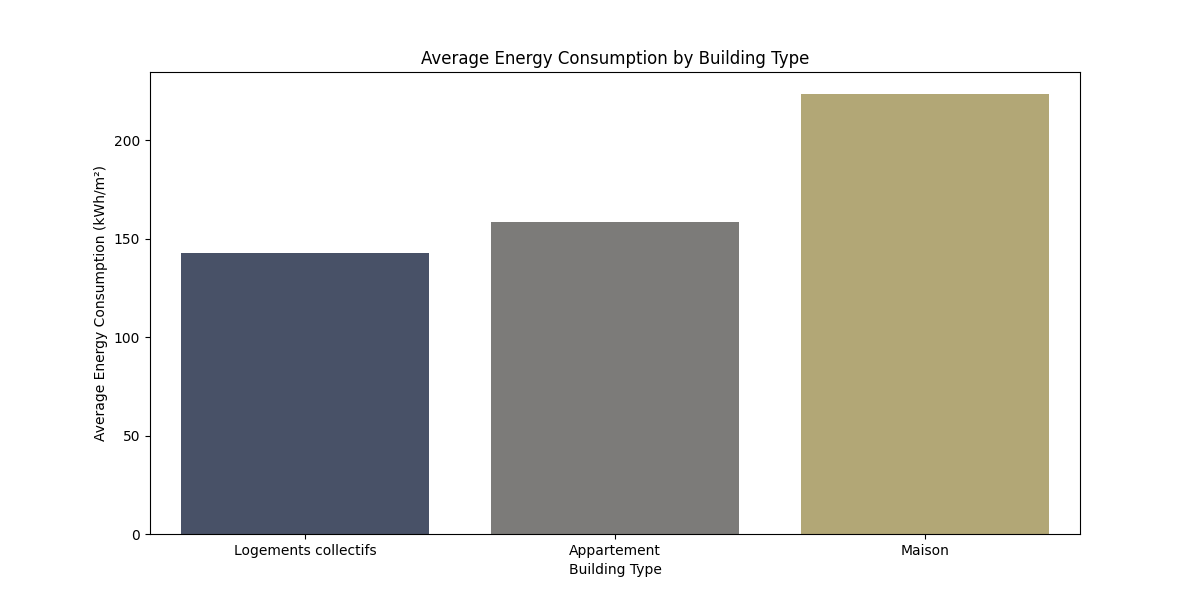 Average Energy Consumption by Building Type
Average Energy Consumption (kWh/m²)
200
150
100
50
0
Logements collectifs
Appartement
Maison
Building Type